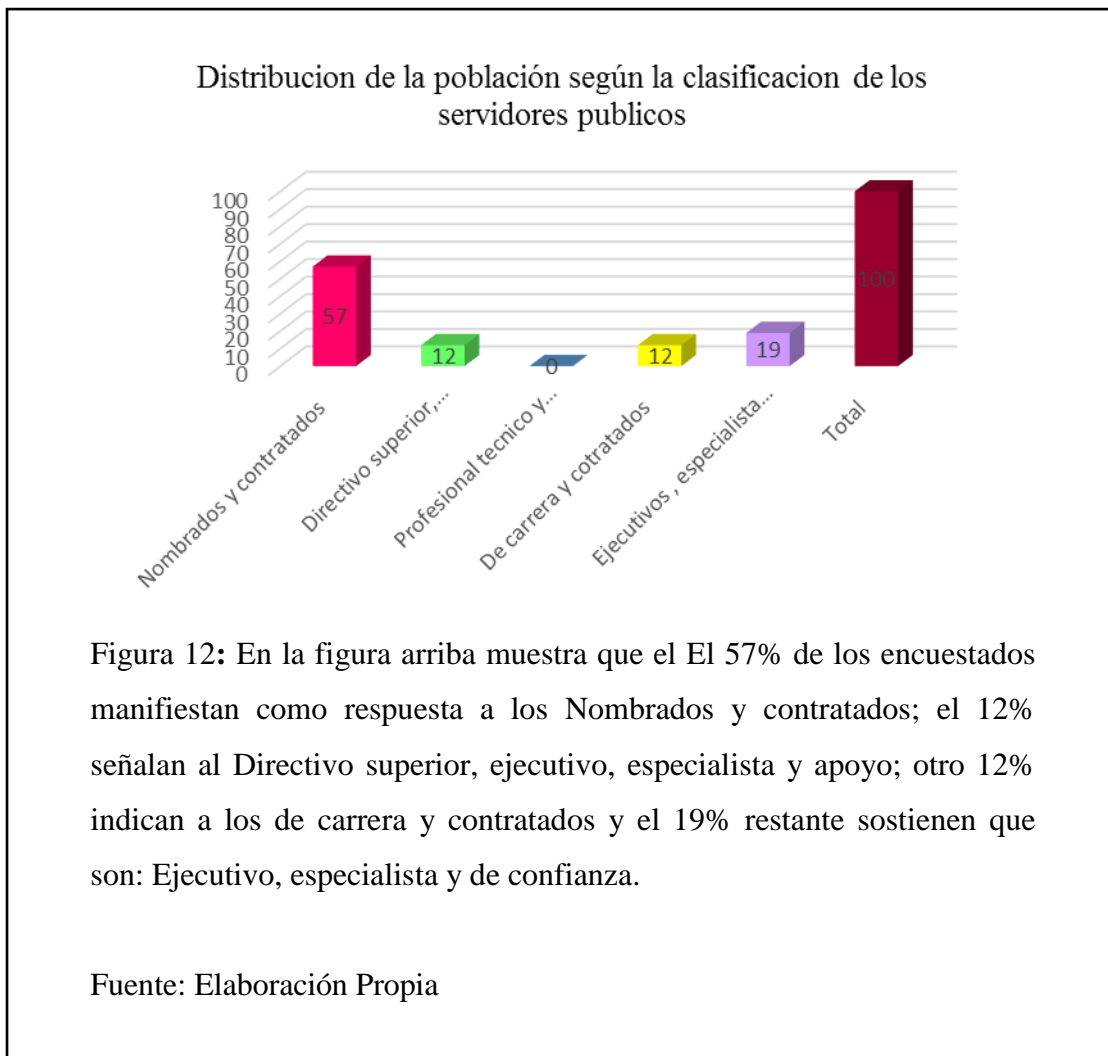 Distribucion de la población según la clasificacion de los
servidores publicos
100
90
80
70
60
50
40
30
20
10
0
57
12
0
12
19
100
Nombrados y contratados
Directivo superior,...
Profesional tecnico y...
De carrera y cotratados
Ejecutivos , especialista...
Total
Figura 12: En la figura arriba muestra que el El 57% de los encuestados
manifiestan como respuesta a los Nombrados y contratados; el 12%
señalan al Directivo superior, ejecutivo, especialista y apoyo; otro 12%
indican a los de carrera y contratados y el 19% restante sostienen que
son: Ejecutivo, especialista y de confianza.
Fuente: Elaboración Propia